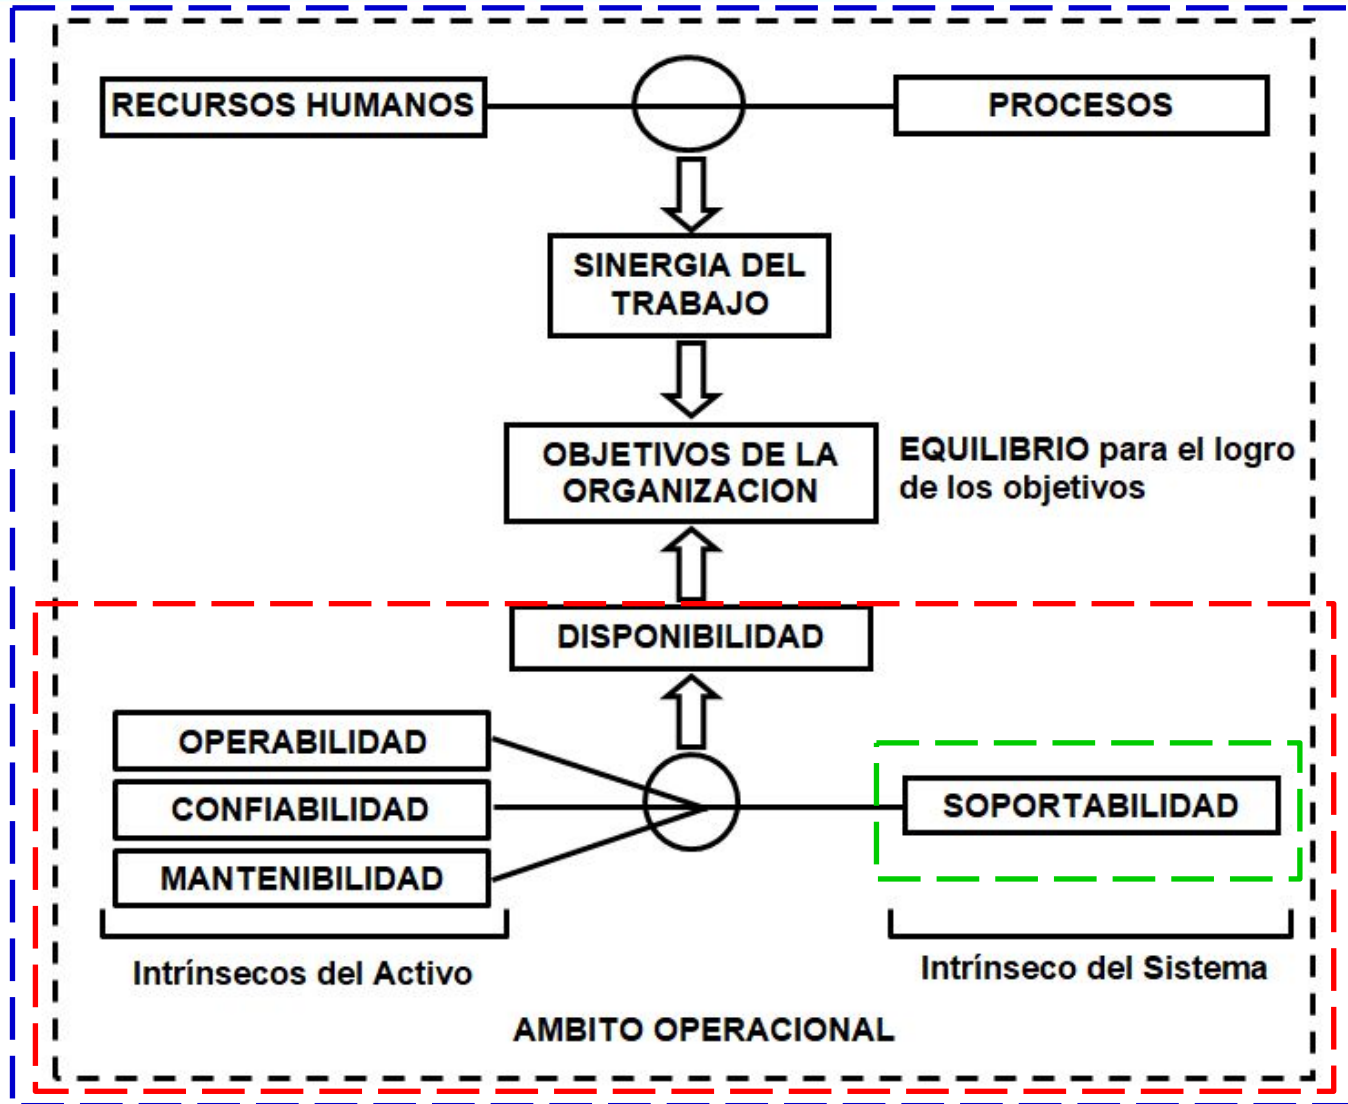 RECURSOS HUMANOS
PROCESOS
SINERGIA DEL
TRABAJO
OBJETIVOS DE LA
ORGANIZACION
EQUILIBRIO para el logro
de los objetivos
DISPONIBILIDAD
OPERABILIDAD
CONFIABILIDAD
MANTENIBILIDAD
SOPORTABILIDAD
Intrínsecos del Activo
Intrínseco del Sistema
AMBITO OPERACIONAL